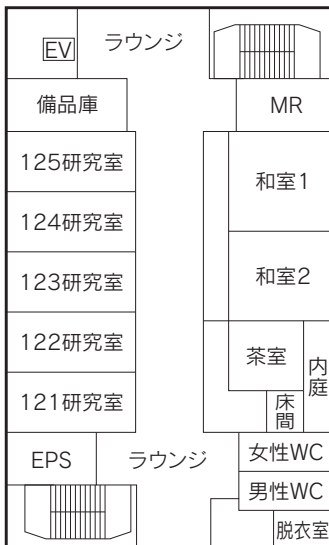 EV
ラウンジ
備品庫
MR
125研究室
和室1
124研究室
123研究室
和室2
122研究室
茶室
内庭
121研究室
床間
EPS
ラウンジ
女性WC
男性WC
脱衣室